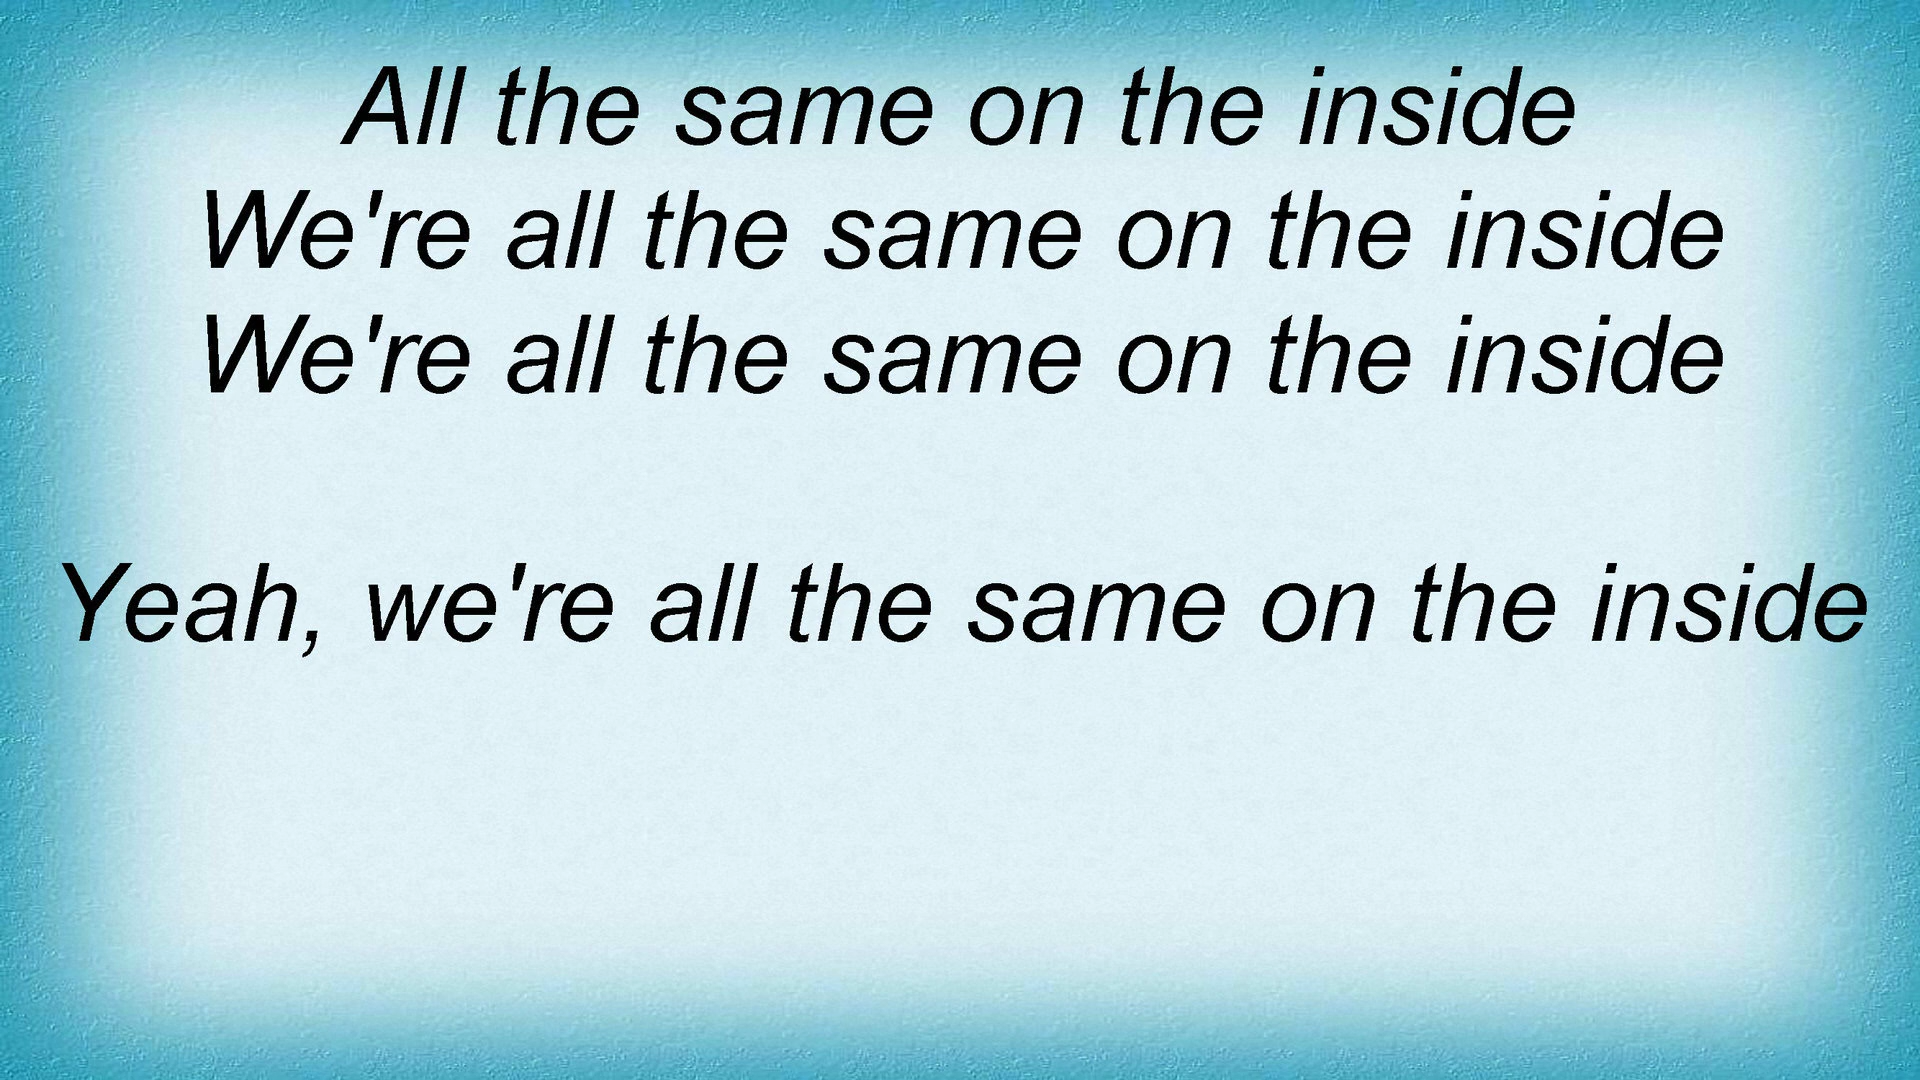 All the same on the inside
We're all the same on the inside
We're all the same on the inside
Yeah, we're all the same on the inside